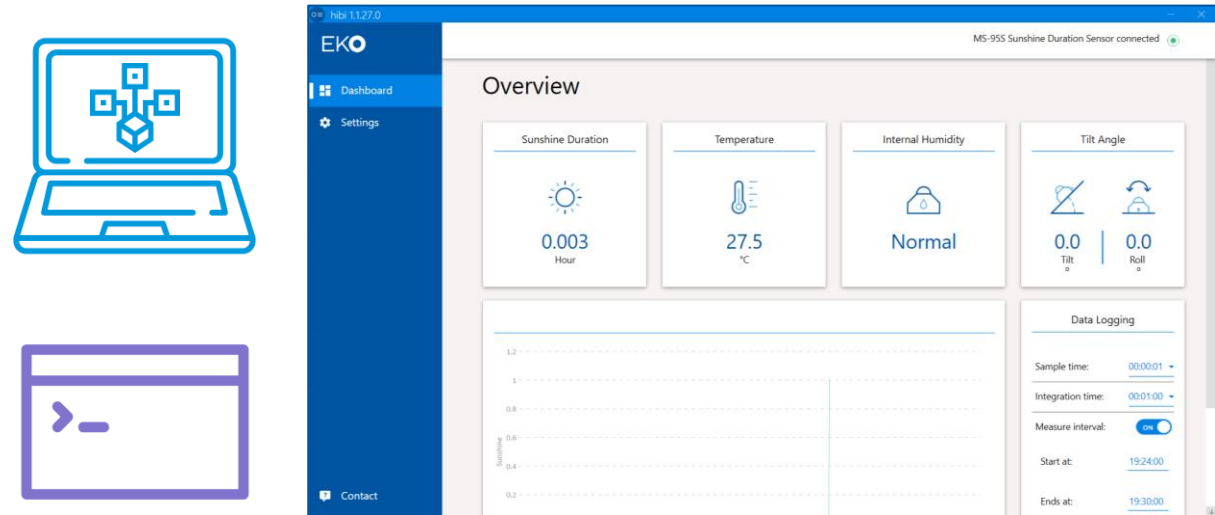 hibi 1.1.27.0
EKO
MS-95S Sunshine Duration Sensor connected
Dashboard
Settings
Contact
Overview
Sunshine Duration
0.003
Hour
Temperature
27.5
°C
Internal Humidity
Normal
Tilt Angle
0.0
Tilt
°
0.0
Roll
°
1.2
1
0.8
0.6
0.4
0.2
Sunshine
Data Logging
Sample time: 00:00:01
Integration time: 00:01:00
Measure interval: ON
Start at: 19:24:00
Ends at: 19:30:00